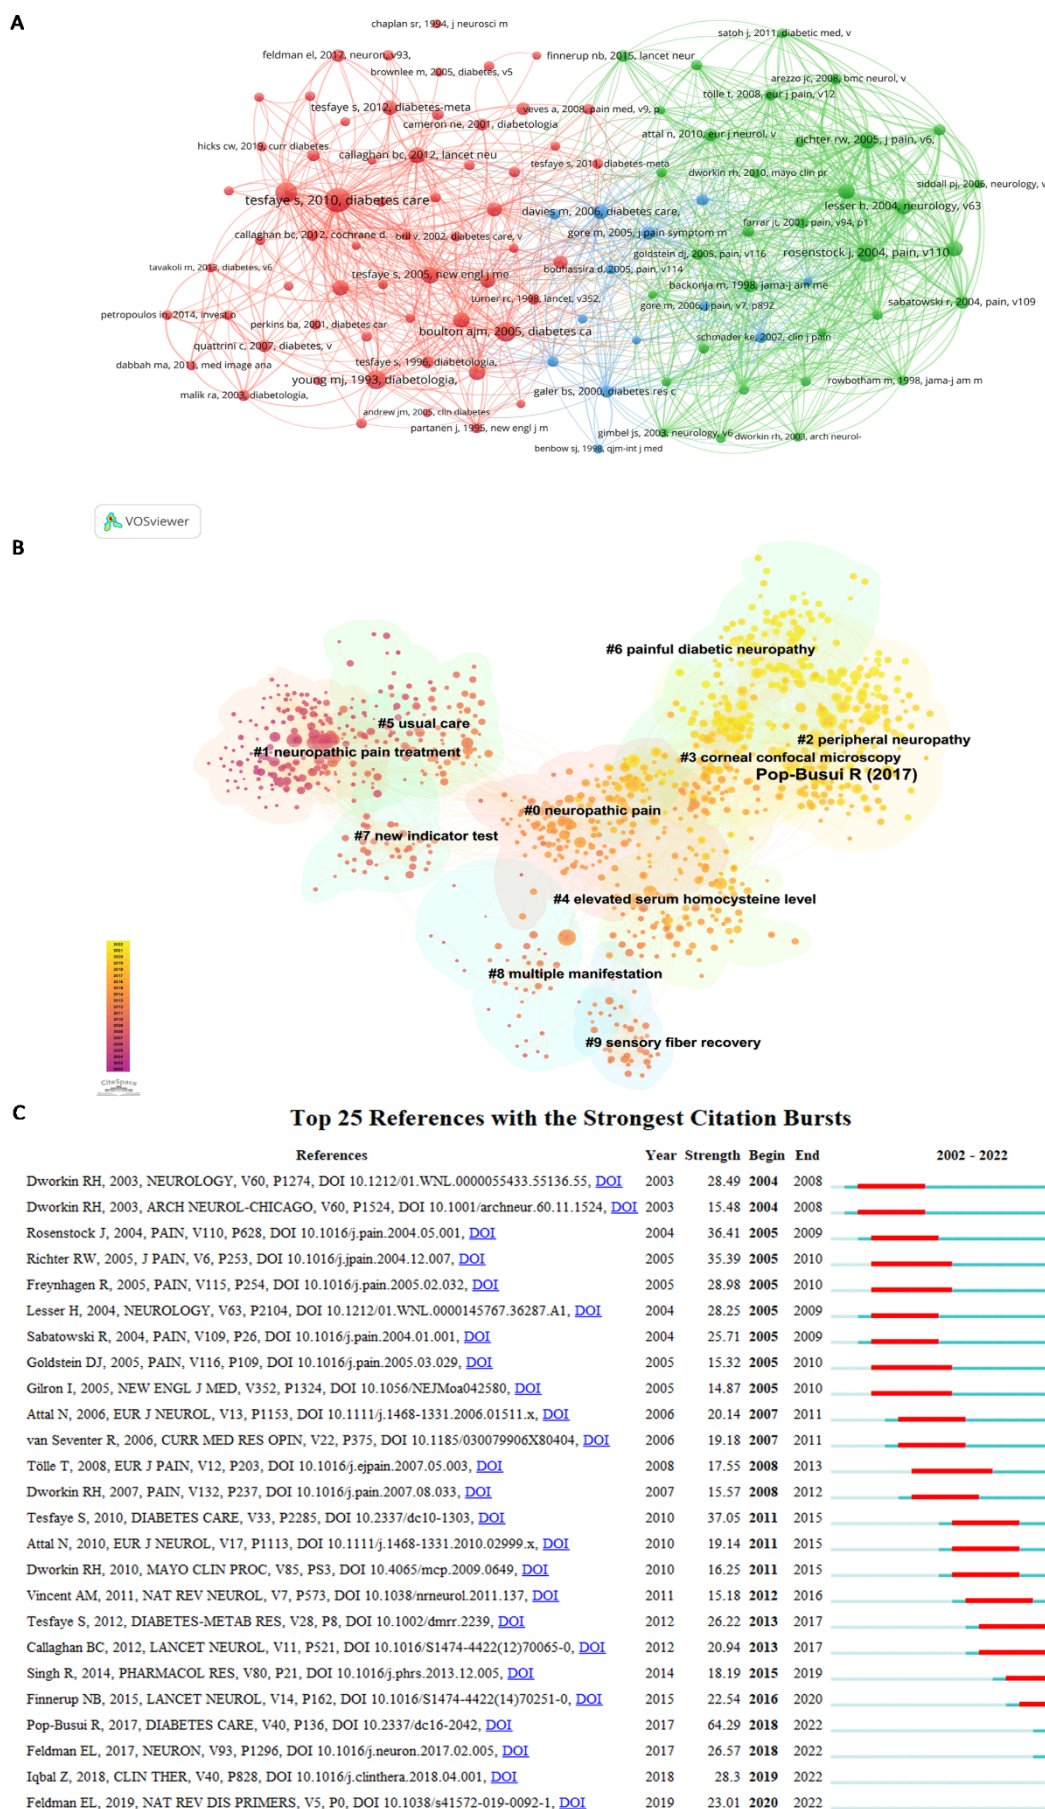 A
chaplan sr, 1994, j neurosci m
satoh j, 2011, diabetic med, v
feldman el, 2017, neuron, v93,
finnerup nb, 2015, lancet neur
brownlee m, 2005, diabetes, v5
arezzo jc, 2008, bmc neurol, v
tölle t, 2008, eur j pain, v12
tesfaye s, 2012, diabetes-meta
veves a, 2008, pain med, v9, p
cameron ne, 2001, diabetologia
attal n, 2010, eur j neurol, v
richter rw, 2005, j pain, v6,
hicks cw, 2019, curr diabetes
callaghan bc, 2012, lancet neu
tesfaye s, 2011, diabetes-meta
dworkin rh, 2010, mayo clin pr
siddall pj, 2006, neurology, v
tesfaye s, 2010, diabetes care
davies m, 2006, diabetes care,
lesser h, 2004, neurology, v63
farrar jt, 2001, pain, v94, p1
callaghan bc, 2012, cochrane d
bril v, 2002, diabetes care, v
gore m, 2005, j pain symptom m
goldstein dj, 2005, pain, v116
rosenstock j, 2004, pain, v110
tavakoli m, 2013, diabetes, v6
tesfaye s, 2005, new engl j me
bouhassira d, 2005, pain, v114
backonja m, 1998, jama-j am me
turner rc, 1998, lancet, v352,
gore m, 2006, j pain, v7, p892
sabatowski r, 2004, pain, v109
petropoulos in, 2014, invest o
perkins ba, 2001, diabetes car
boulton ajm, 2005, diabetes ca
schmader ke, 2002, clin j pain
quattrini c, 2007, diabetes, v
dabbah ma, 2011, med image ana
tesfaye s, 1996, diabetologia,
young mj, 1993, diabetologia,
rowbotham m, 1998, jama-j am m
malik ra, 2003, diabetologia,
galer bs, 2000, diabetes res c
andrew jm, 2005, clin diabetes
partanen j, 1995, new engl j m
gimbel js, 2003, neurology, v6
dworkin rh, 2003, arch neurol-
benbow sj, 1998, qjm-int j med
VOSviewer
B
#6 painful diabetic neuropathy
#5 usual care
#2 peripheral neuropathy
#1 neuropathic pain treatment
#3 corneal confocal microscopy
Pop-Busui R (2017)
#0 neuropathic pain
#7 new indicator test
#4 elevated serum homocysteine level
#8 multiple manifestation
#9 sensory fiber recovery
CiteSpace
C
Top 25 References with the Strongest Citation Bursts
References Year Strength Begin End 2002 - 2022
Dworkin RH, 2003, NEUROLOGY, V60, P1274, DOI 10.1212/01.WNL.0000055433.55136.55, DOI 2003 28.49 2004 2008
Dworkin RH, 2003, ARCH NEUROL-CHICAGO, V60, P1524, DOI 10.1001/archneur.60.11.1524, DOI 2003 15.48 2004 2008
Rosenstock J, 2004, PAIN, V110, P628, DOI 10.1016/j.pain.2004.05.001, DOI 2004 36.41 2005 2009
Richter RW, 2005, J PAIN, V6, P253, DOI 10.1016/j.jpain.2004.12.007, DOI 2005 35.39 2005 2010
Freynhagen R, 2005, PAIN, V115, P254, DOI 10.1016/j.pain.2005.02.032, DOI 2005 28.98 2005 2010
Lesser H, 2004, NEUROLOGY, V63, P2104, DOI 10.1212/01.WNL.0000145767.36287.A1, DOI 2004 28.25 2005 2009
Sabatowski R, 2004, PAIN, V109, P26, DOI 10.1016/j.pain.2004.01.001, DOI 2004 25.71 2005 2009
Goldstein DJ, 2005, PAIN, V116, P109, DOI 10.1016/j.pain.2005.03.029, DOI 2005 15.32 2005 2010
Gilron I, 2005, NEW ENGL J MED, V352, P1324, DOI 10.1056/NEJMoa042580, DOI 2005 14.87 2005 2010
Attal N, 2006, EUR J NEUROL, V13, P1153, DOI 10.1111/j.1468-1331.2006.01511.x, DOI 2006 20.14 2007 2011
van Seventer R, 2006, CURR MED RES OPIN, V22, P375, DOI 10.1185/030079906X80404, DOI 2006 19.18 2007 2011
Tölle T, 2008, EUR J PAIN, V12, P203, DOI 10.1016/j.ejpain.2007.05.003, DOI 2008 17.55 2008 2013
Dworkin RH, 2007, PAIN, V132, P237, DOI 10.1016/j.pain.2007.08.033, DOI 2007 15.57 2008 2012
Tesfaye S, 2010, DIABETES CARE, V33, P2285, DOI 10.2337/dc10-1303, DOI 2010 37.05 2011 2015
Attal N, 2010, EUR J NEUROL, V17, P1113, DOI 10.1111/j.1468-1331.2010.02999.x, DOI 2010 19.14 2011 2015
Dworkin RH, 2010, MAYO CLIN PROC, V85, PS3, DOI 10.4065/mcp.2009.0649, DOI 2010 16.25 2011 2015
Vincent AM, 2011, NAT REV NEUROL, V7, P573, DOI 10.1038/nrneurol.2011.137, DOI 2011 15.18 2012 2016
Tesfaye S, 2012, DIABETES-METAB RES, V28, P8, DOI 10.1002/dmrr.2239, DOI 2012 26.22 2013 2017
Callaghan BC, 2012, LANCET NEUROL, V11, P521, DOI 10.1016/S1474-4422(12)70065-0, DOI 2012 20.94 2013 2017
Singh R, 2014, PHARMACOL RES, V80, P21, DOI 10.1016/j.phrs.2013.12.005, DOI 2014 18.19 2015 2019
Finnerup NB, 2015, LANCET NEUROL, V14, P162, DOI 10.1016/S1474-4422(14)70251-0, DOI 2015 22.54 2016 2020
Pop-Busui R, 2017, DIABETES CARE, V40, P136, DOI 10.2337/dc16-2042, DOI 2017 64.29 2018 2022
Feldman EL, 2017, NEURON, V93, P1296, DOI 10.1016/j.neuron.2017.02.005, DOI 2017 26.57 2018 2022
Iqbal Z, 2018, CLIN THER, V40, P828, DOI 10.1016/j.clinthera.2018.04.001, DOI 2018 28.3 2019 2022
Feldman EL, 2019, NAT REV DIS PRIMERS, V5, P0, DOI 10.1038/s41572-019-0092-1, DOI 2019 23.01 2020 2022